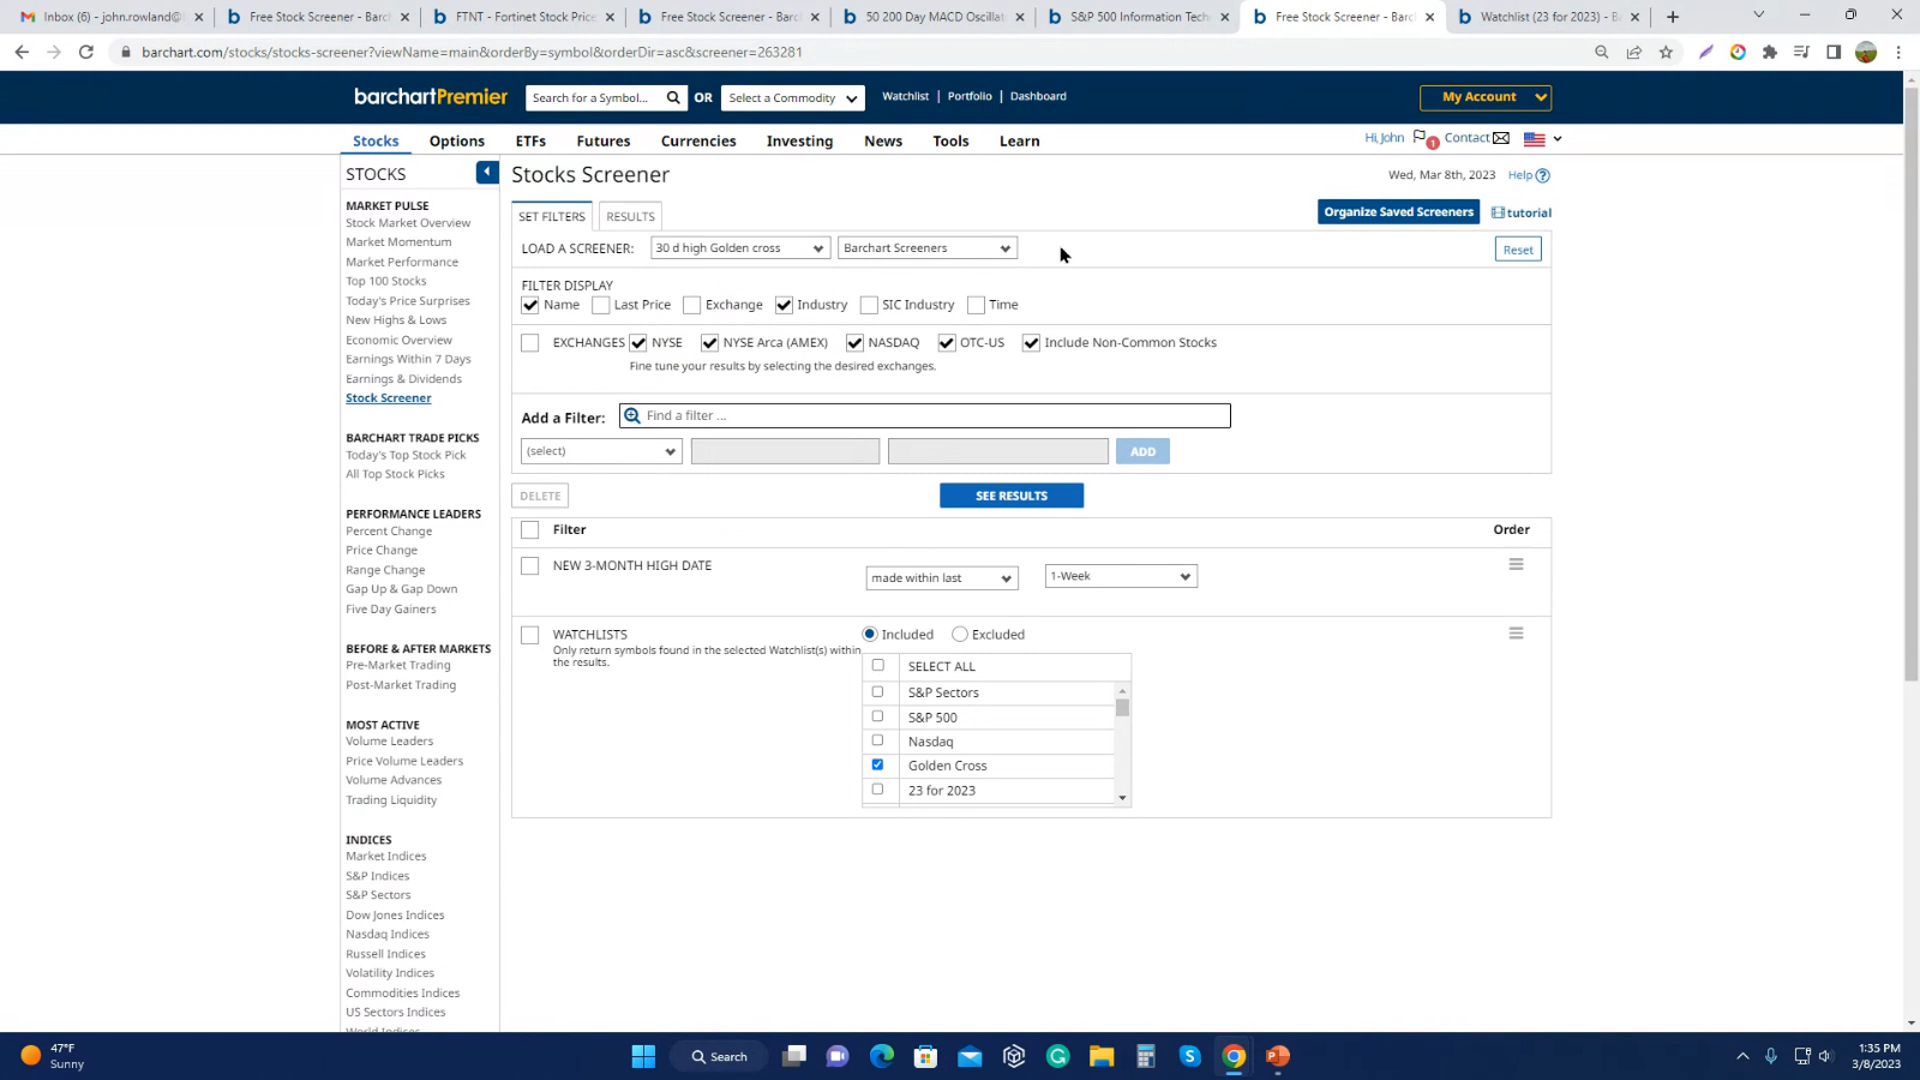 Inbox (6) - john.rowland@
Free Stock Screener - Barch
FTNT - Fortinet Stock Price
Free Stock Screener - Barch
50 200 Day MACD Oscillat
S&P 500 Information Tech
Free Stock Screener - Barch
Watchlist (23 for 2023) - B
barchart.com/stocks/stocks-screener?viewName=main&orderBy=symbol&orderDir=asc&screener=263281
barchartPremier
Search for a Symbol...
OR
Select a Commodity
Watchlist | Portfolio | Dashboard
My Account
Stocks Options ETFs Futures Currencies Investing News Tools Learn
Hi, John
1
Contact
STOCKS
MARKET PULSE
Stock Market Overview
Market Momentum
Market Performance
Top 100 Stocks
Today's Price Surprises
New Highs & Lows
Economic Overview
Earnings Within 7 Days
Earnings & Dividends
Stock Screener
BARCHART TRADE PICKS
Today's Top Stock Pick
All Top Stock Picks
PERFORMANCE LEADERS
Percent Change
Price Change
Range Change
Gap Up & Gap Down
Five Day Gainers
BEFORE & AFTER MARKETS
Pre-Market Trading
Post-Market Trading
MOST ACTIVE
Volume Leaders
Price Volume Leaders
Volume Advances
Trading Liquidity
INDICES
Market Indices
S&P Indices
S&P Sectors
Dow Jones Indices
Nasdaq Indices
Russell Indices
Volatility Indices
Commodities Indices
US Sectors Indices
World Indices
Stocks Screener
Wed, Mar 8th, 2023
Help ?
SET FILTERS
RESULTS
Organize Saved Screeners
tutorial
LOAD A SCREENER:
30 d high Golden cross
Barchart Screeners
Reset
FILTER DISPLAY
Name Last Price Exchange Industry SIC Industry Time
EXCHANGES NYSE NYSE Arca (AMEX) NASDAQ OTC-US Include Non-Common Stocks
Fine tune your results by selecting the desired exchanges.
Add a Filter:
Find a filter ...
(select)
ADD
DELETE
SEE RESULTS
Filter
Order
NEW 3-MONTH HIGH DATE
made within last
1-Week
WATCHLISTS
Only return symbols found in the selected Watchlist(s) within
the results.
Included Excluded
SELECT ALL
S&P Sectors
S&P 500
Nasdaq
Golden Cross
23 for 2023
47°F
Sunny
Search
1:35 PM
3/8/2023